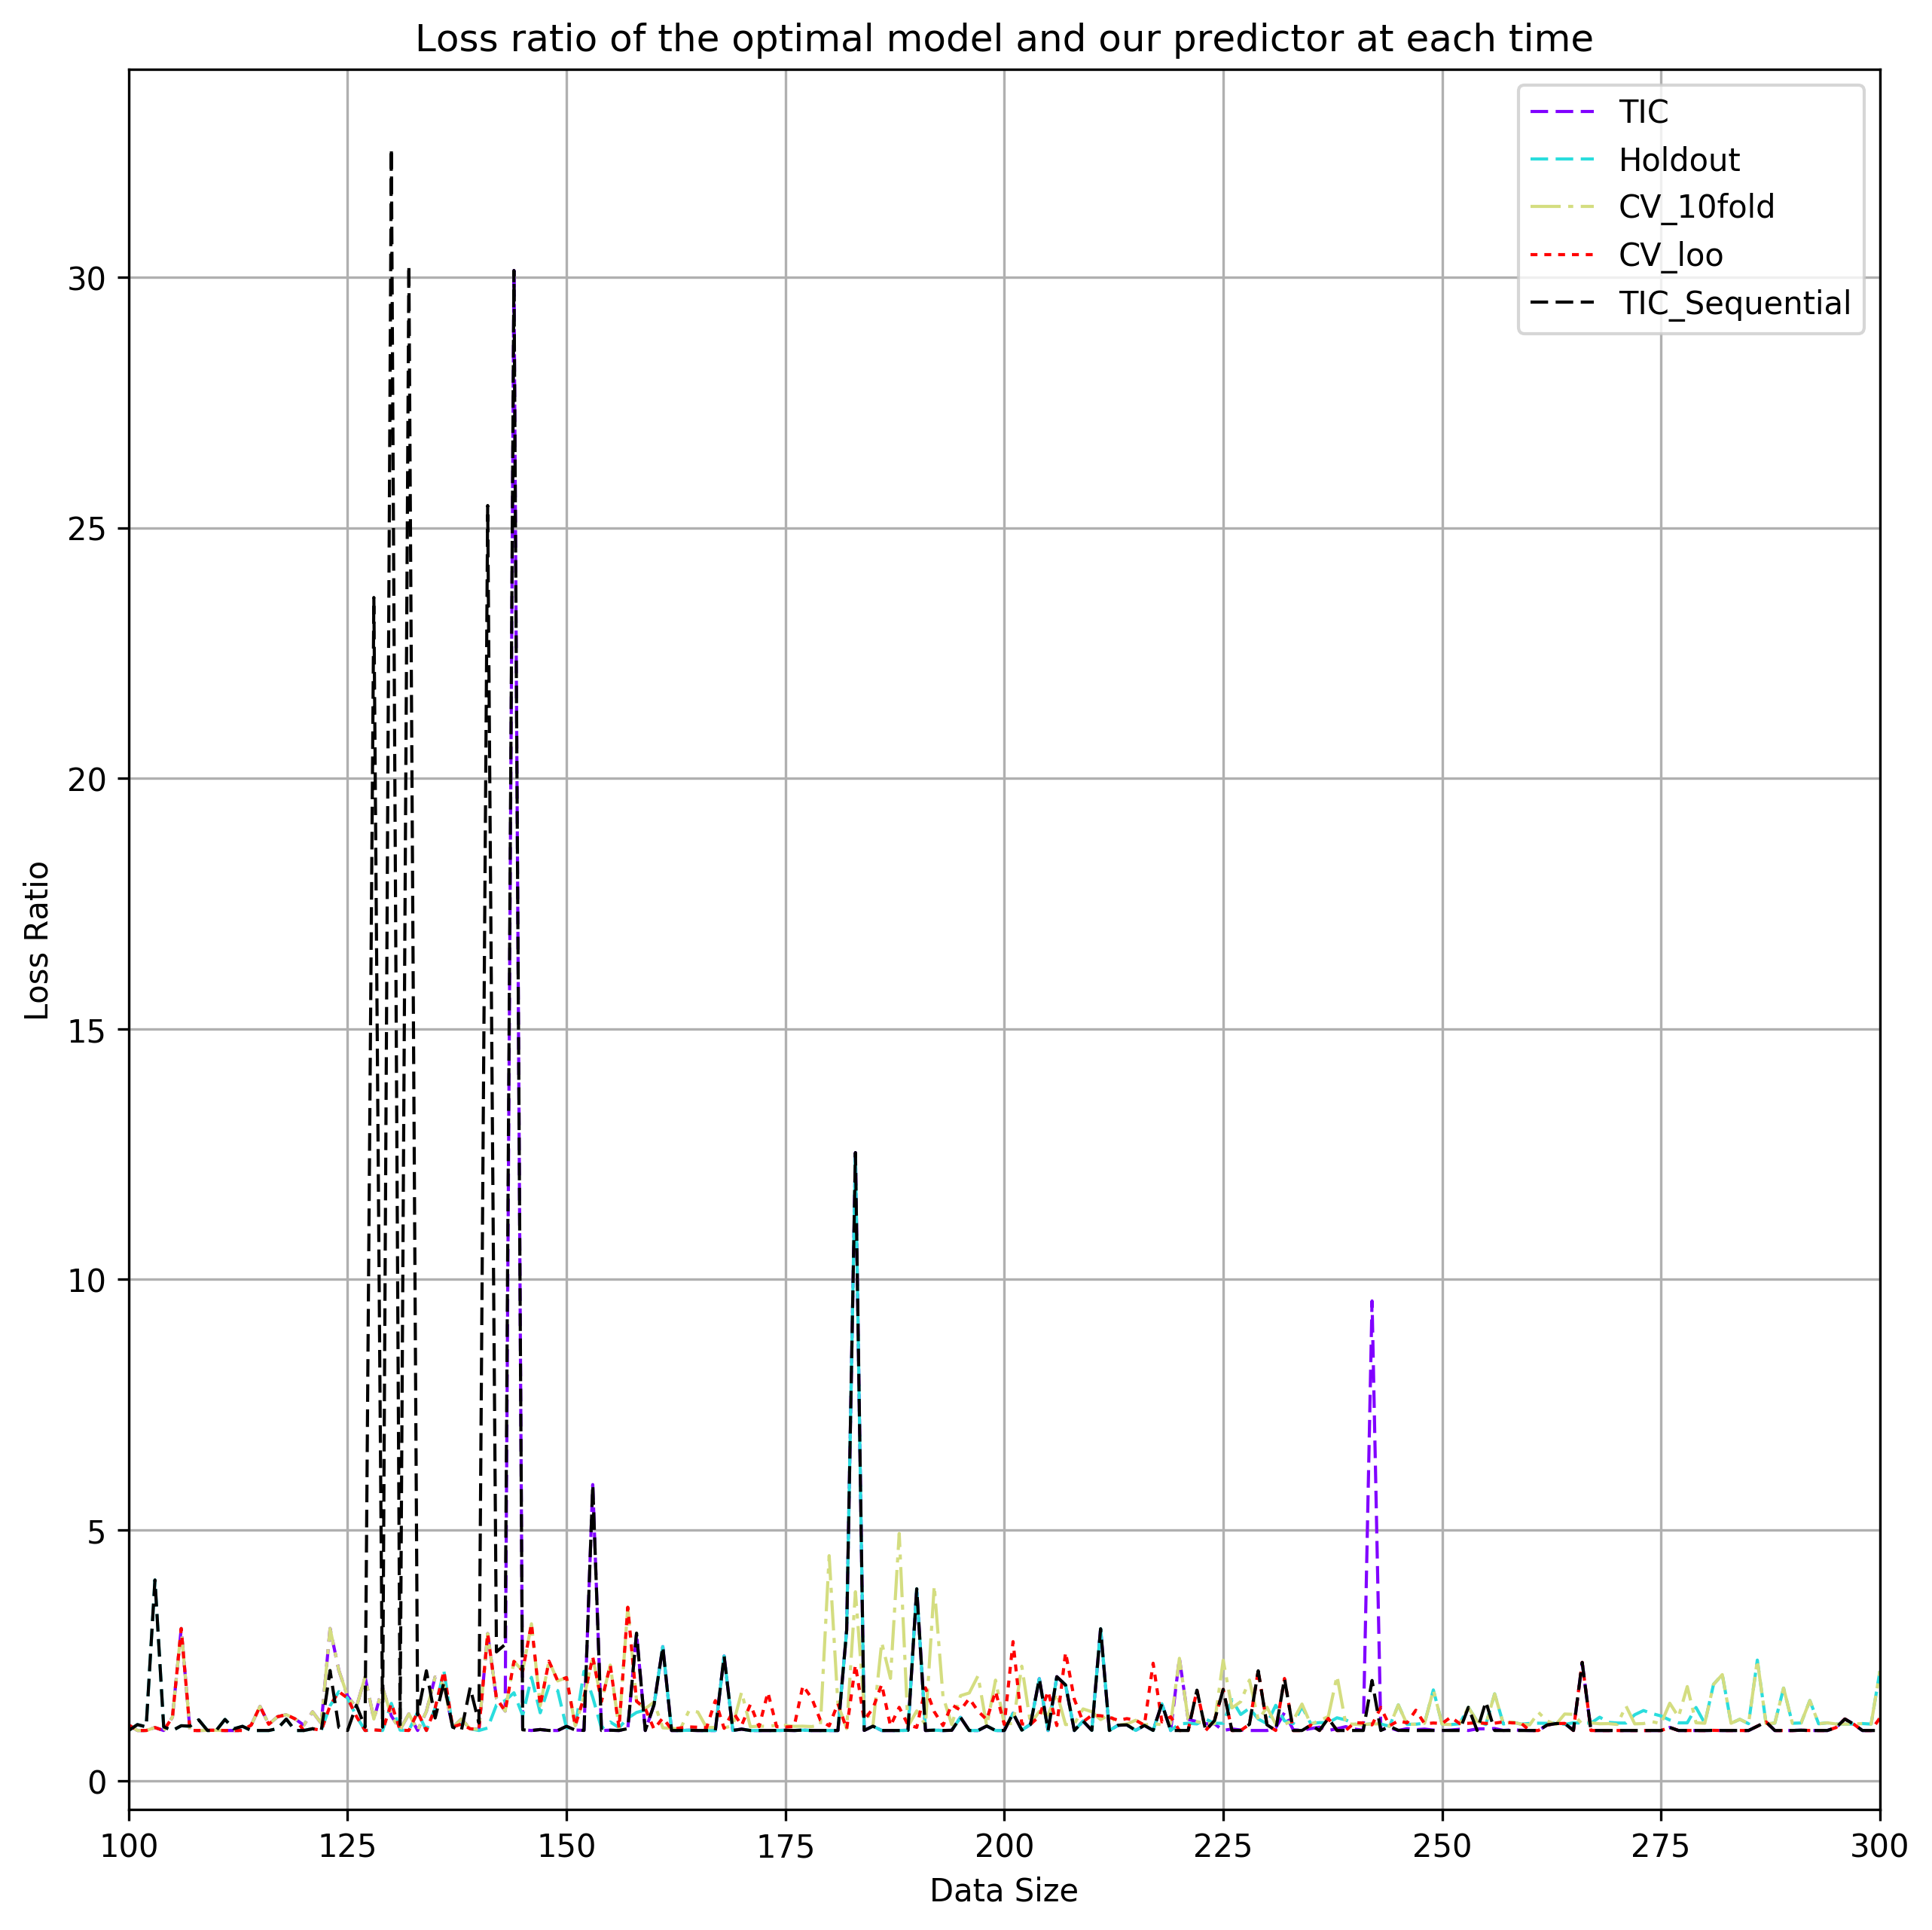 Loss ratio of the optimal model and our predictor at each time
TIC
Holdout
CV_10fold
CV_loo
TIC_Sequential
Loss Ratio
30
25
20
15
10
5
0
100 125 150 175 200 225 250 275 300
Data Size